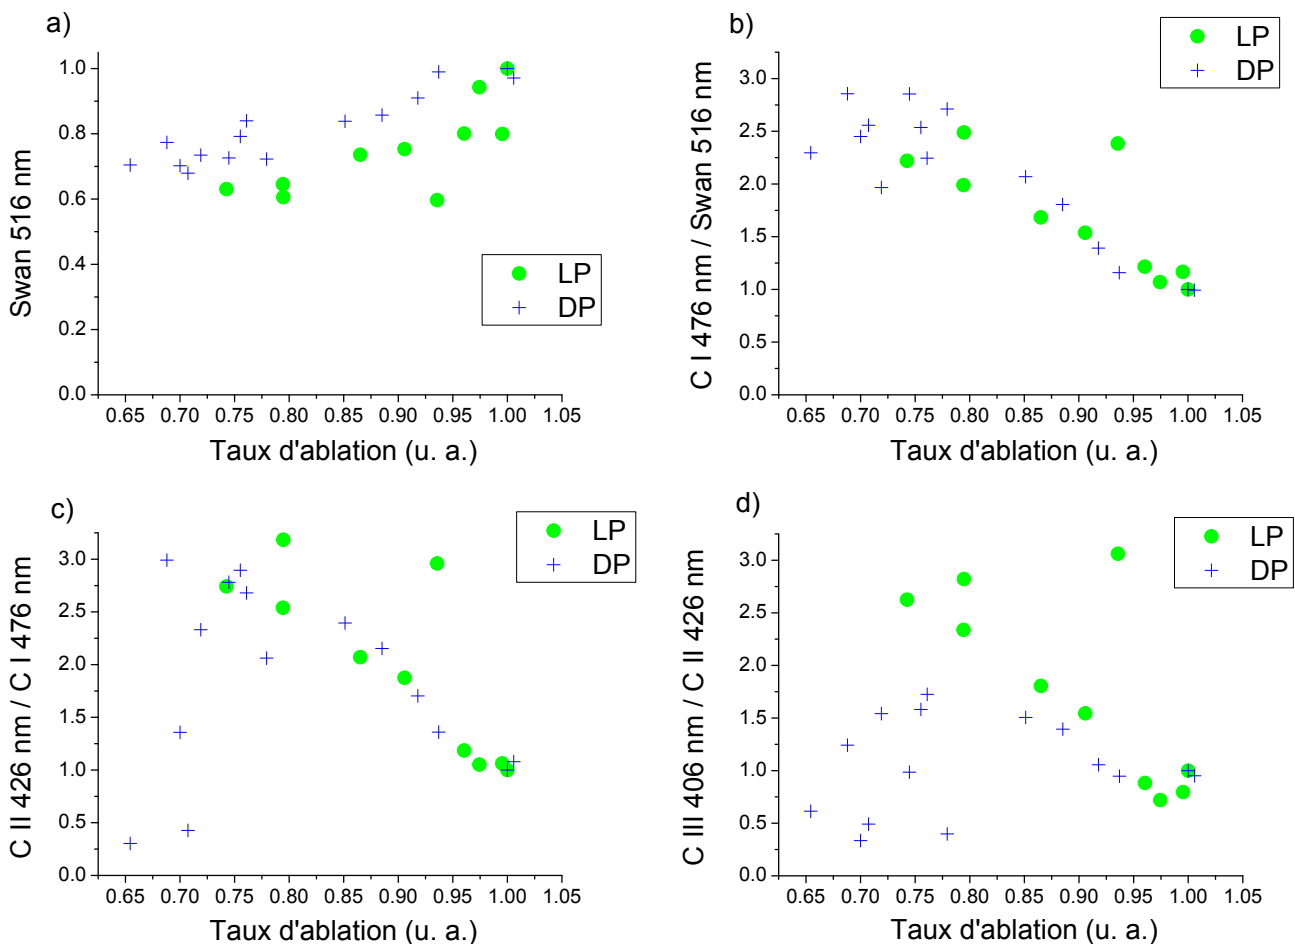 a)
Swan 516 nm
1.0
0.8
0.6
0.4
0.2
0.0
LP
DP
0.65 0.70 0.75 0.80 0.85 0.90 0.95 1.00 1.05
Taux d'ablation (u. a.)
b)
C I 476 nm / Swan 516 nm
3.0
2.5
2.0
1.5
1.0
0.5
0.0
LP
DP
0.65 0.70 0.75 0.80 0.85 0.90 0.95 1.00 1.05
Taux d'ablation (u. a.)
c)
C II 426 nm / C I 476 nm
3.0
2.5
2.0
1.5
1.0
0.5
0.0
LP
DP
0.65 0.70 0.75 0.80 0.85 0.90 0.95 1.00 1.05
Taux d'ablation (u. a.)
d)
C III 406 nm / C II 426 nm
3.0
2.5
2.0
1.5
1.0
0.5
0.0
LP
DP
0.65 0.70 0.75 0.80 0.85 0.90 0.95 1.00 1.05
Taux d'ablation (u. a.)